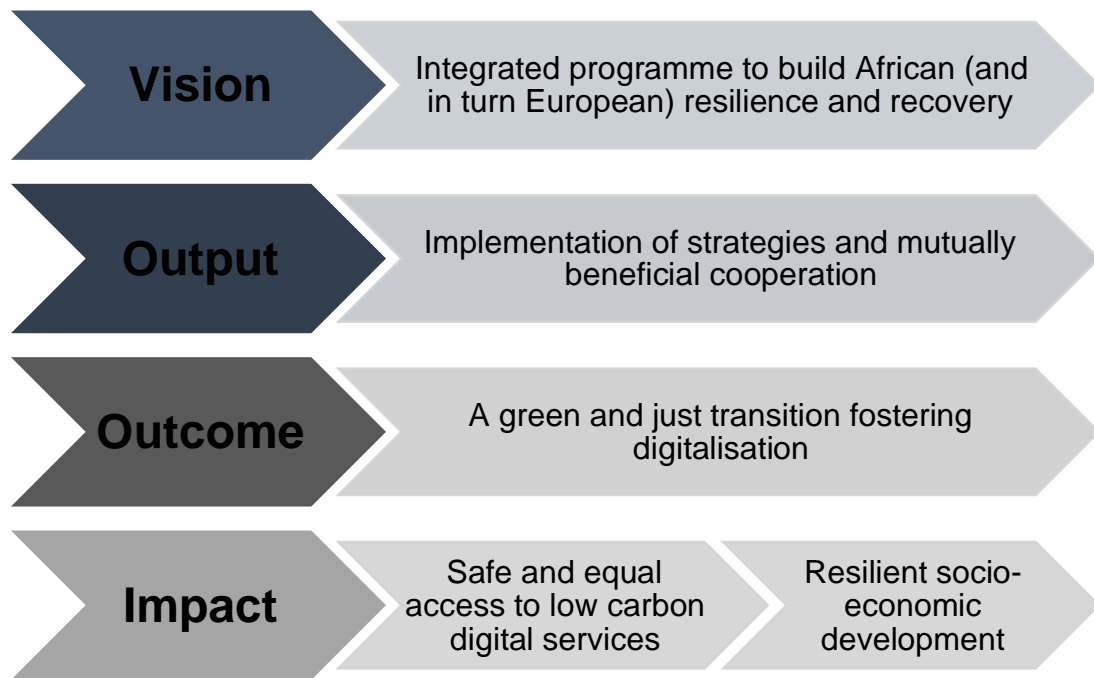 Vision
Integrated programme to build African (and
in turn European) resilience and recovery
Output
Implementation of strategies and mutually
beneficial cooperation
Outcome
A green and just transition fostering
digitalisation
Impact
Safe and equal
access to low carbon
digital services
Resilient socio-
economic
development